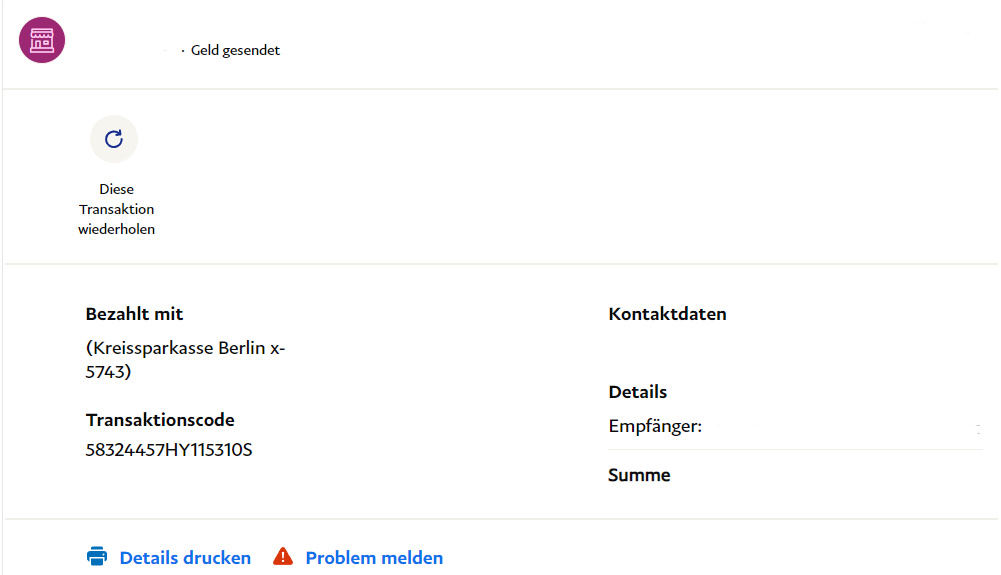 · Geld gesendet
Diese
Transaktion
wiederholen
Bezahlt mit
(Kreissparkasse Berlin x-
5743)
Transaktionscode
58324457HY115310S
Kontaktdaten
Details
Empfänger:
Summe
Details drucken
Problem melden